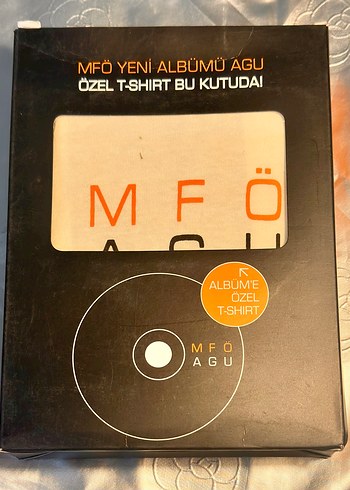 MFÖ YENİ ALBÜMÜ AGU
ÖZEL T-SHIRT BU KUTUDA!
M F Ö
A G U
ALBÜM'E
ÖZEL
T-SHIRT
M F Ö
A G U